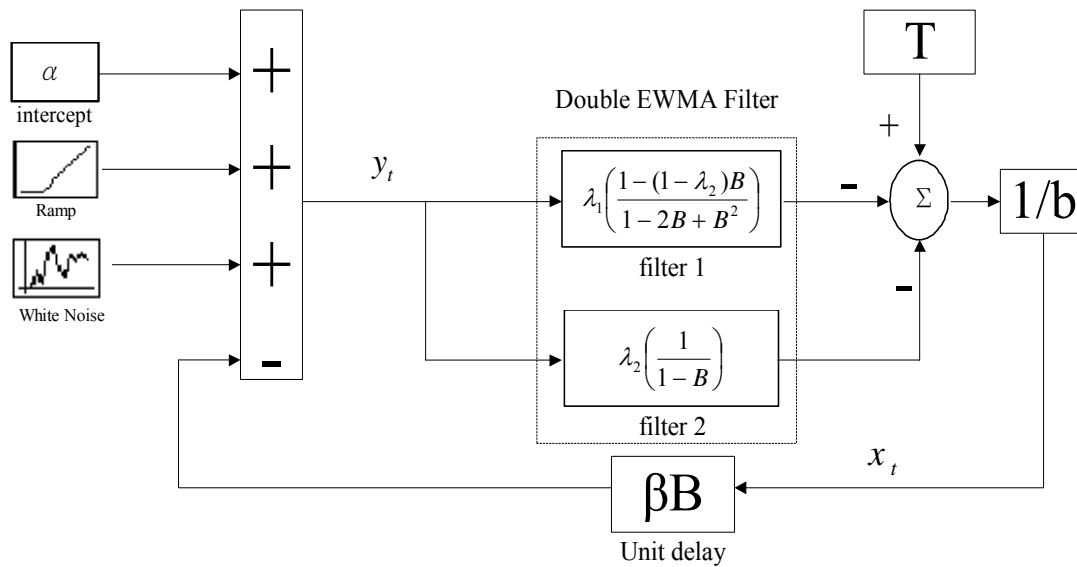 α
intercept
Ramp
White Noise
+
+
+
-
y_t
Double EWMA Filter
λ₁((1-(1-λ₂)B)/(1-2B+B²))
filter 1
λ₂(1/(1-B))
filter 2
T
+
-
Σ
-
1/b
x_t
βB
Unit delay